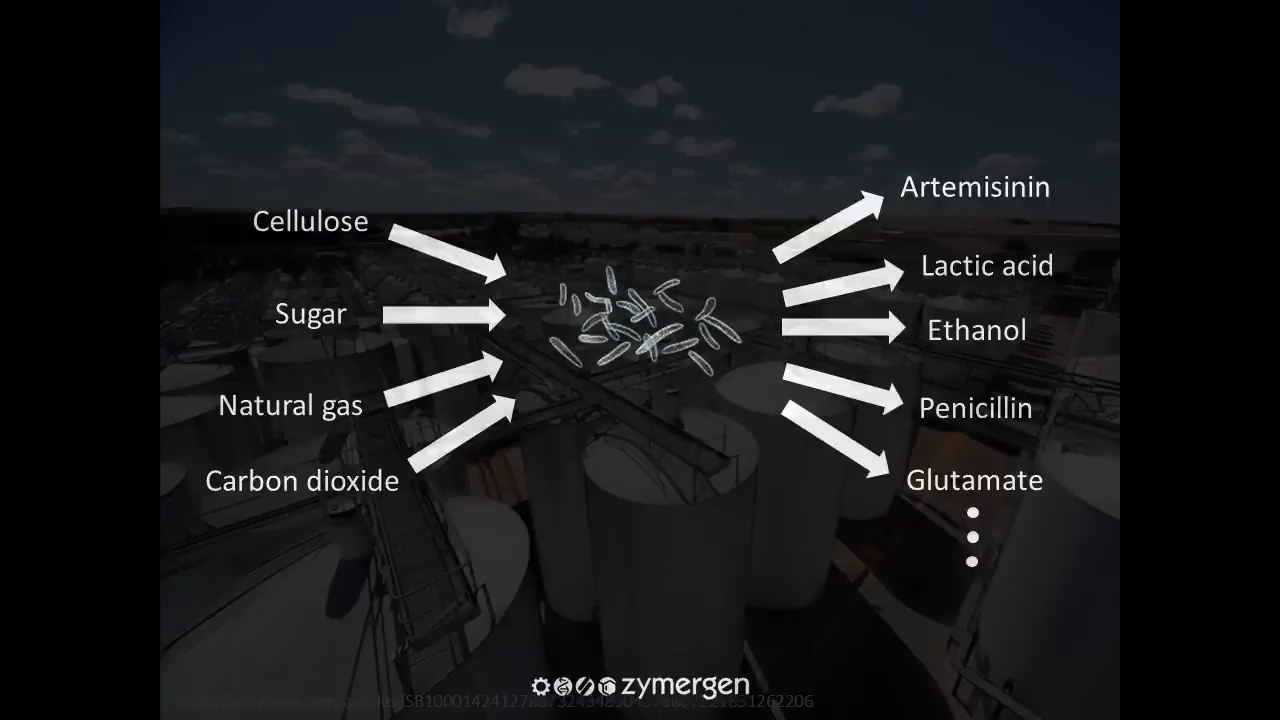 Artemisinin
Cellulose
Lactic acid
Sugar
Ethanol
Natural gas
Penicillin
Carbon dioxide
Glutamate
zymergen